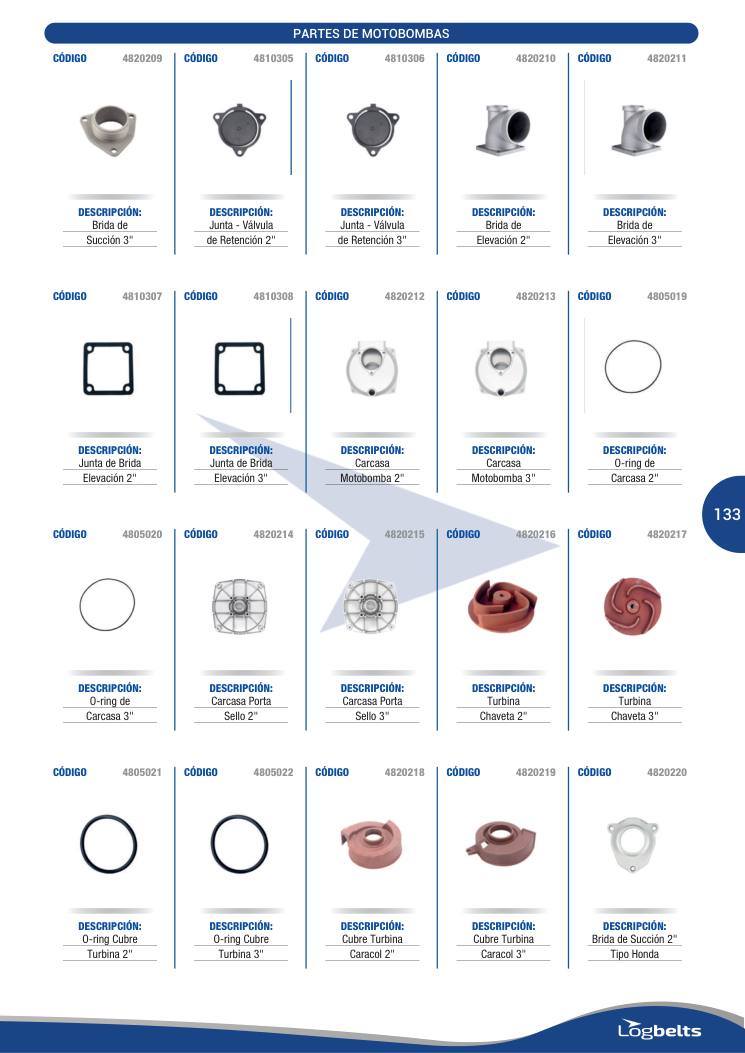 PARTES DE MOTOBOMBAS
CÓDIGO 4820209
DESCRIPCIÓN:
Brida de
Succión 3"
CÓDIGO 4810305
DESCRIPCIÓN:
Junta - Válvula
de Retención 2"
CÓDIGO 4810306
DESCRIPCIÓN:
Junta - Válvula
de Retención 3"
CÓDIGO 4820210
DESCRIPCIÓN:
Brida de
Elevación 2"
CÓDIGO 4820211
DESCRIPCIÓN:
Brida de
Elevación 3"
CÓDIGO 4810307
DESCRIPCIÓN:
Junta de Brida
Elevación 2"
CÓDIGO 4810308
DESCRIPCIÓN:
Junta de Brida
Elevación 3"
CÓDIGO 4820212
DESCRIPCIÓN:
Carcasa
Motobomba 2"
CÓDIGO 4820213
DESCRIPCIÓN:
Carcasa
Motobomba 3"
CÓDIGO 4805019
DESCRIPCIÓN:
O-ring de
Carcasa 2"
133
CÓDIGO 4805020
DESCRIPCIÓN:
O-ring de
Carcasa 3"
CÓDIGO 4820214
DESCRIPCIÓN:
Carcasa Porta
Sello 2"
CÓDIGO 4820215
DESCRIPCIÓN:
Carcasa Porta
Sello 3"
CÓDIGO 4820216
DESCRIPCIÓN:
Turbina
Chaveta 2"
CÓDIGO 4820217
DESCRIPCIÓN:
Turbina
Chaveta 3"
CÓDIGO 4805021
DESCRIPCIÓN:
O-ring Cubre
Turbina 2"
CÓDIGO 4805022
DESCRIPCIÓN:
O-ring Cubre
Turbina 3"
CÓDIGO 4820218
DESCRIPCIÓN:
Cubre Turbina
Caracol 2"
CÓDIGO 4820219
DESCRIPCIÓN:
Cubre Turbina
Caracol 3"
CÓDIGO 4820220
DESCRIPCIÓN:
Brida de Succión 2"
Tipo Honda
Logbelts